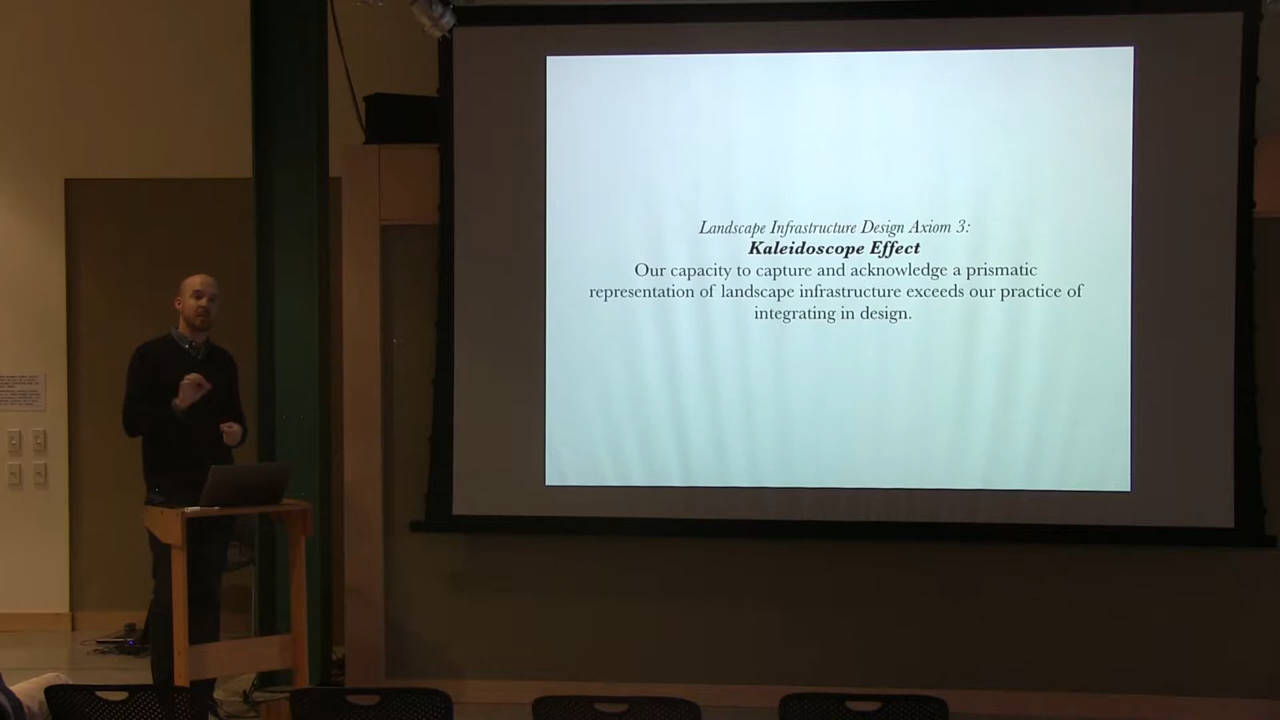 Landscape Infrastructure Design Axiom 3:
Kaleidoscope Effect
Our capacity to capture and acknowledge a prismatic
representation of landscape infrastructure exceeds our practice of
integrating in design.